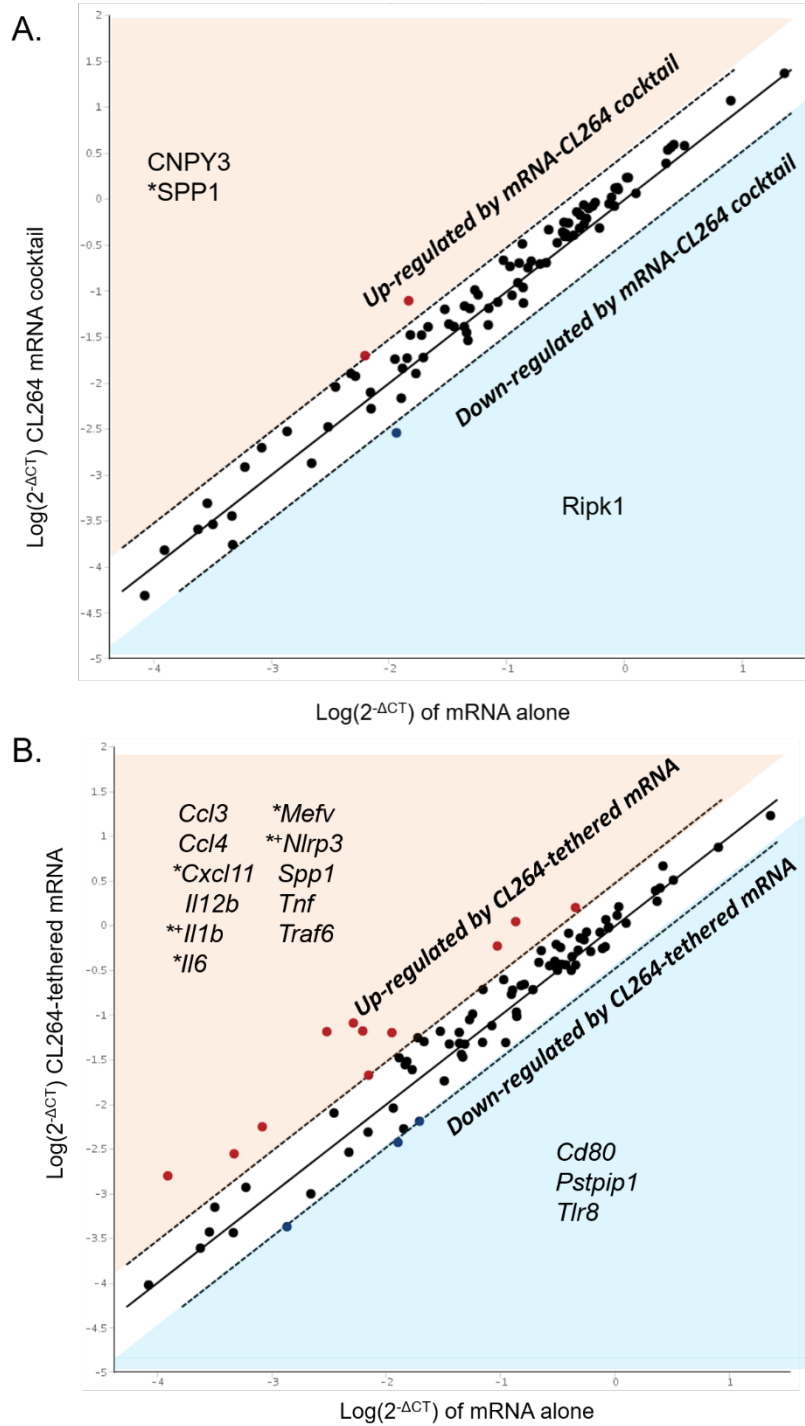 A.
2
1.5
1
0.5
0
-0.5
-1
-1.5
-2
-2.5
-3
-3.5
-4
-4.5
-5
-4
-3
-2
-1
0
1
Log(2-ΔCT) CL264 mRNA cocktail
CNPY3
*SPP1
Up-regulated by mRNA-CL264 cocktail
Down-regulated by mRNA-CL264 cocktail
Ripk1
Log(2-ΔCT) of mRNA alone
B.
2
1.5
1
0.5
0
-0.5
-1
-1.5
-2
-2.5
-3
-3.5
-4
-4.5
-5
-4
-3
-2
-1
0
1
Log(2-ΔCT) CL264-tethered mRNA
Ccl3 *Mefv
Ccl4 *+Nlrp3
*Cxcl11 Spp1
Il12b Tnf
*+Il1b Traf6
*Il6
Up-regulated by CL264-tethered mRNA
Down-regulated by CL264-tethered mRNA
Cd80
Pstpip1
Tlr8
Log(2-ΔCT) of mRNA alone